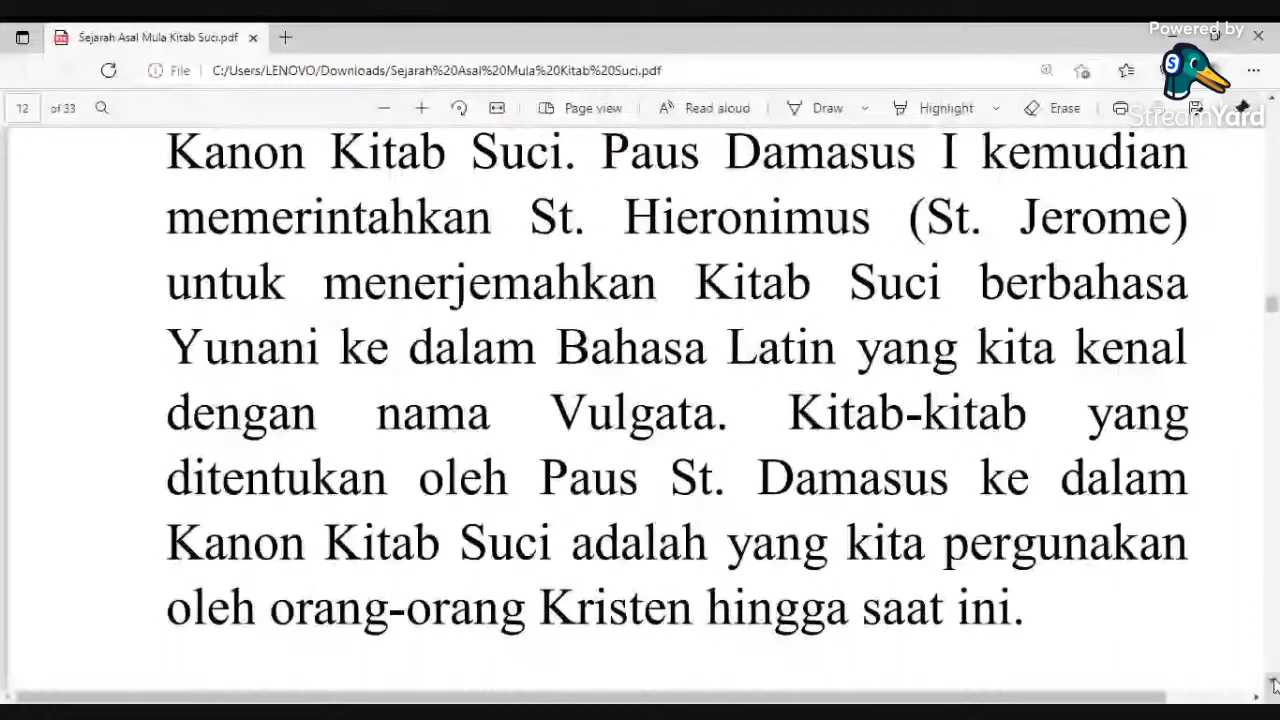 Powered by
Sejarah Asal Mula Kitab Suci.pdf
File
C:/Users/LENOVO/Downloads/Sejarah%20Asal%20Mula%20Kitab%20Suci.pdf
12 of 33
Page view
Read aloud
Draw
Highlight
Erase
StreamYard
Kanon Kitab Suci. Paus Damasus I kemudian
memerintahkan St. Hieronimus (St. Jerome)
untuk menerjemahkan Kitab Suci berbahasa
Yunani ke dalam Bahasa Latin yang kita kenal
dengan nama Vulgata. Kitab-kitab yang
ditentukan oleh Paus St. Damasus ke dalam
Kanon Kitab Suci adalah yang kita pergunakan
oleh orang-orang Kristen hingga saat ini.